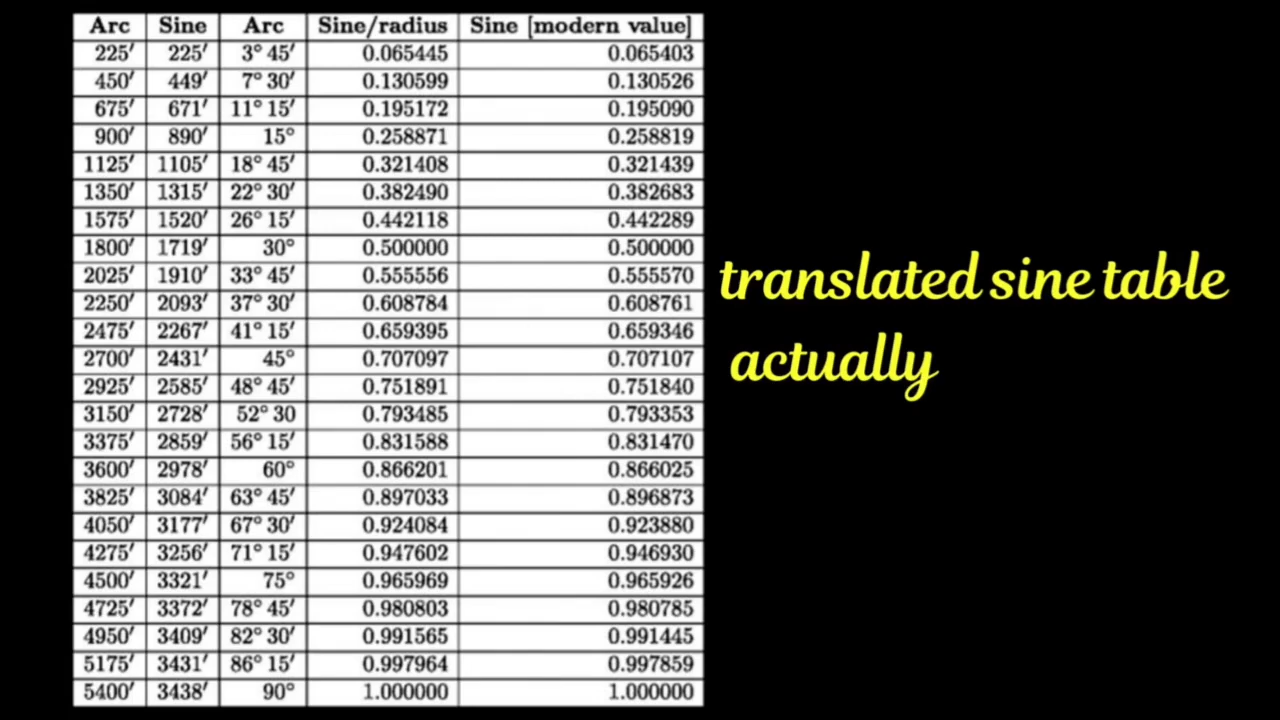 Arc Sine Arc Sine/radius Sine [modern value]
225′ 225′ 3° 45′ 0.065445 0.065403
450′ 449′ 7° 30′ 0.130599 0.130526
675′ 671′ 11° 15′ 0.195172 0.195090
900′ 890′ 15° 0.258871 0.258819
1125′ 1105′ 18° 45′ 0.321408 0.321439
1350′ 1315′ 22° 30′ 0.382490 0.382683
1575′ 1520′ 26° 15′ 0.442118 0.442289
1800′ 1719′ 30° 0.500000 0.500000
2025′ 1910′ 33° 45′ 0.555556 0.555570
2250′ 2093′ 37° 30′ 0.608784 0.608761
2475′ 2267′ 41° 15′ 0.659395 0.659346
2700′ 2431′ 45° 0.707097 0.707107
2925′ 2585′ 48° 45′ 0.751891 0.751840
3150′ 2728′ 52° 30 0.793485 0.793353
3375′ 2859′ 56° 15′ 0.831588 0.831470
3600′ 2978′ 60° 0.866201 0.866025
3825′ 3084′ 63° 45′ 0.897033 0.896873
4050′ 3177′ 67° 30′ 0.924084 0.923880
4275′ 3256′ 71° 15′ 0.947602 0.946930
4500′ 3321′ 75° 0.965969 0.965926
4725′ 3372′ 78° 45′ 0.980803 0.980785
4950′ 3409′ 82° 30′ 0.991565 0.991445
5175′ 3431′ 86° 15′ 0.997964 0.997859
5400′ 3438′ 90° 1.000000 1.000000
translated sine table
actually